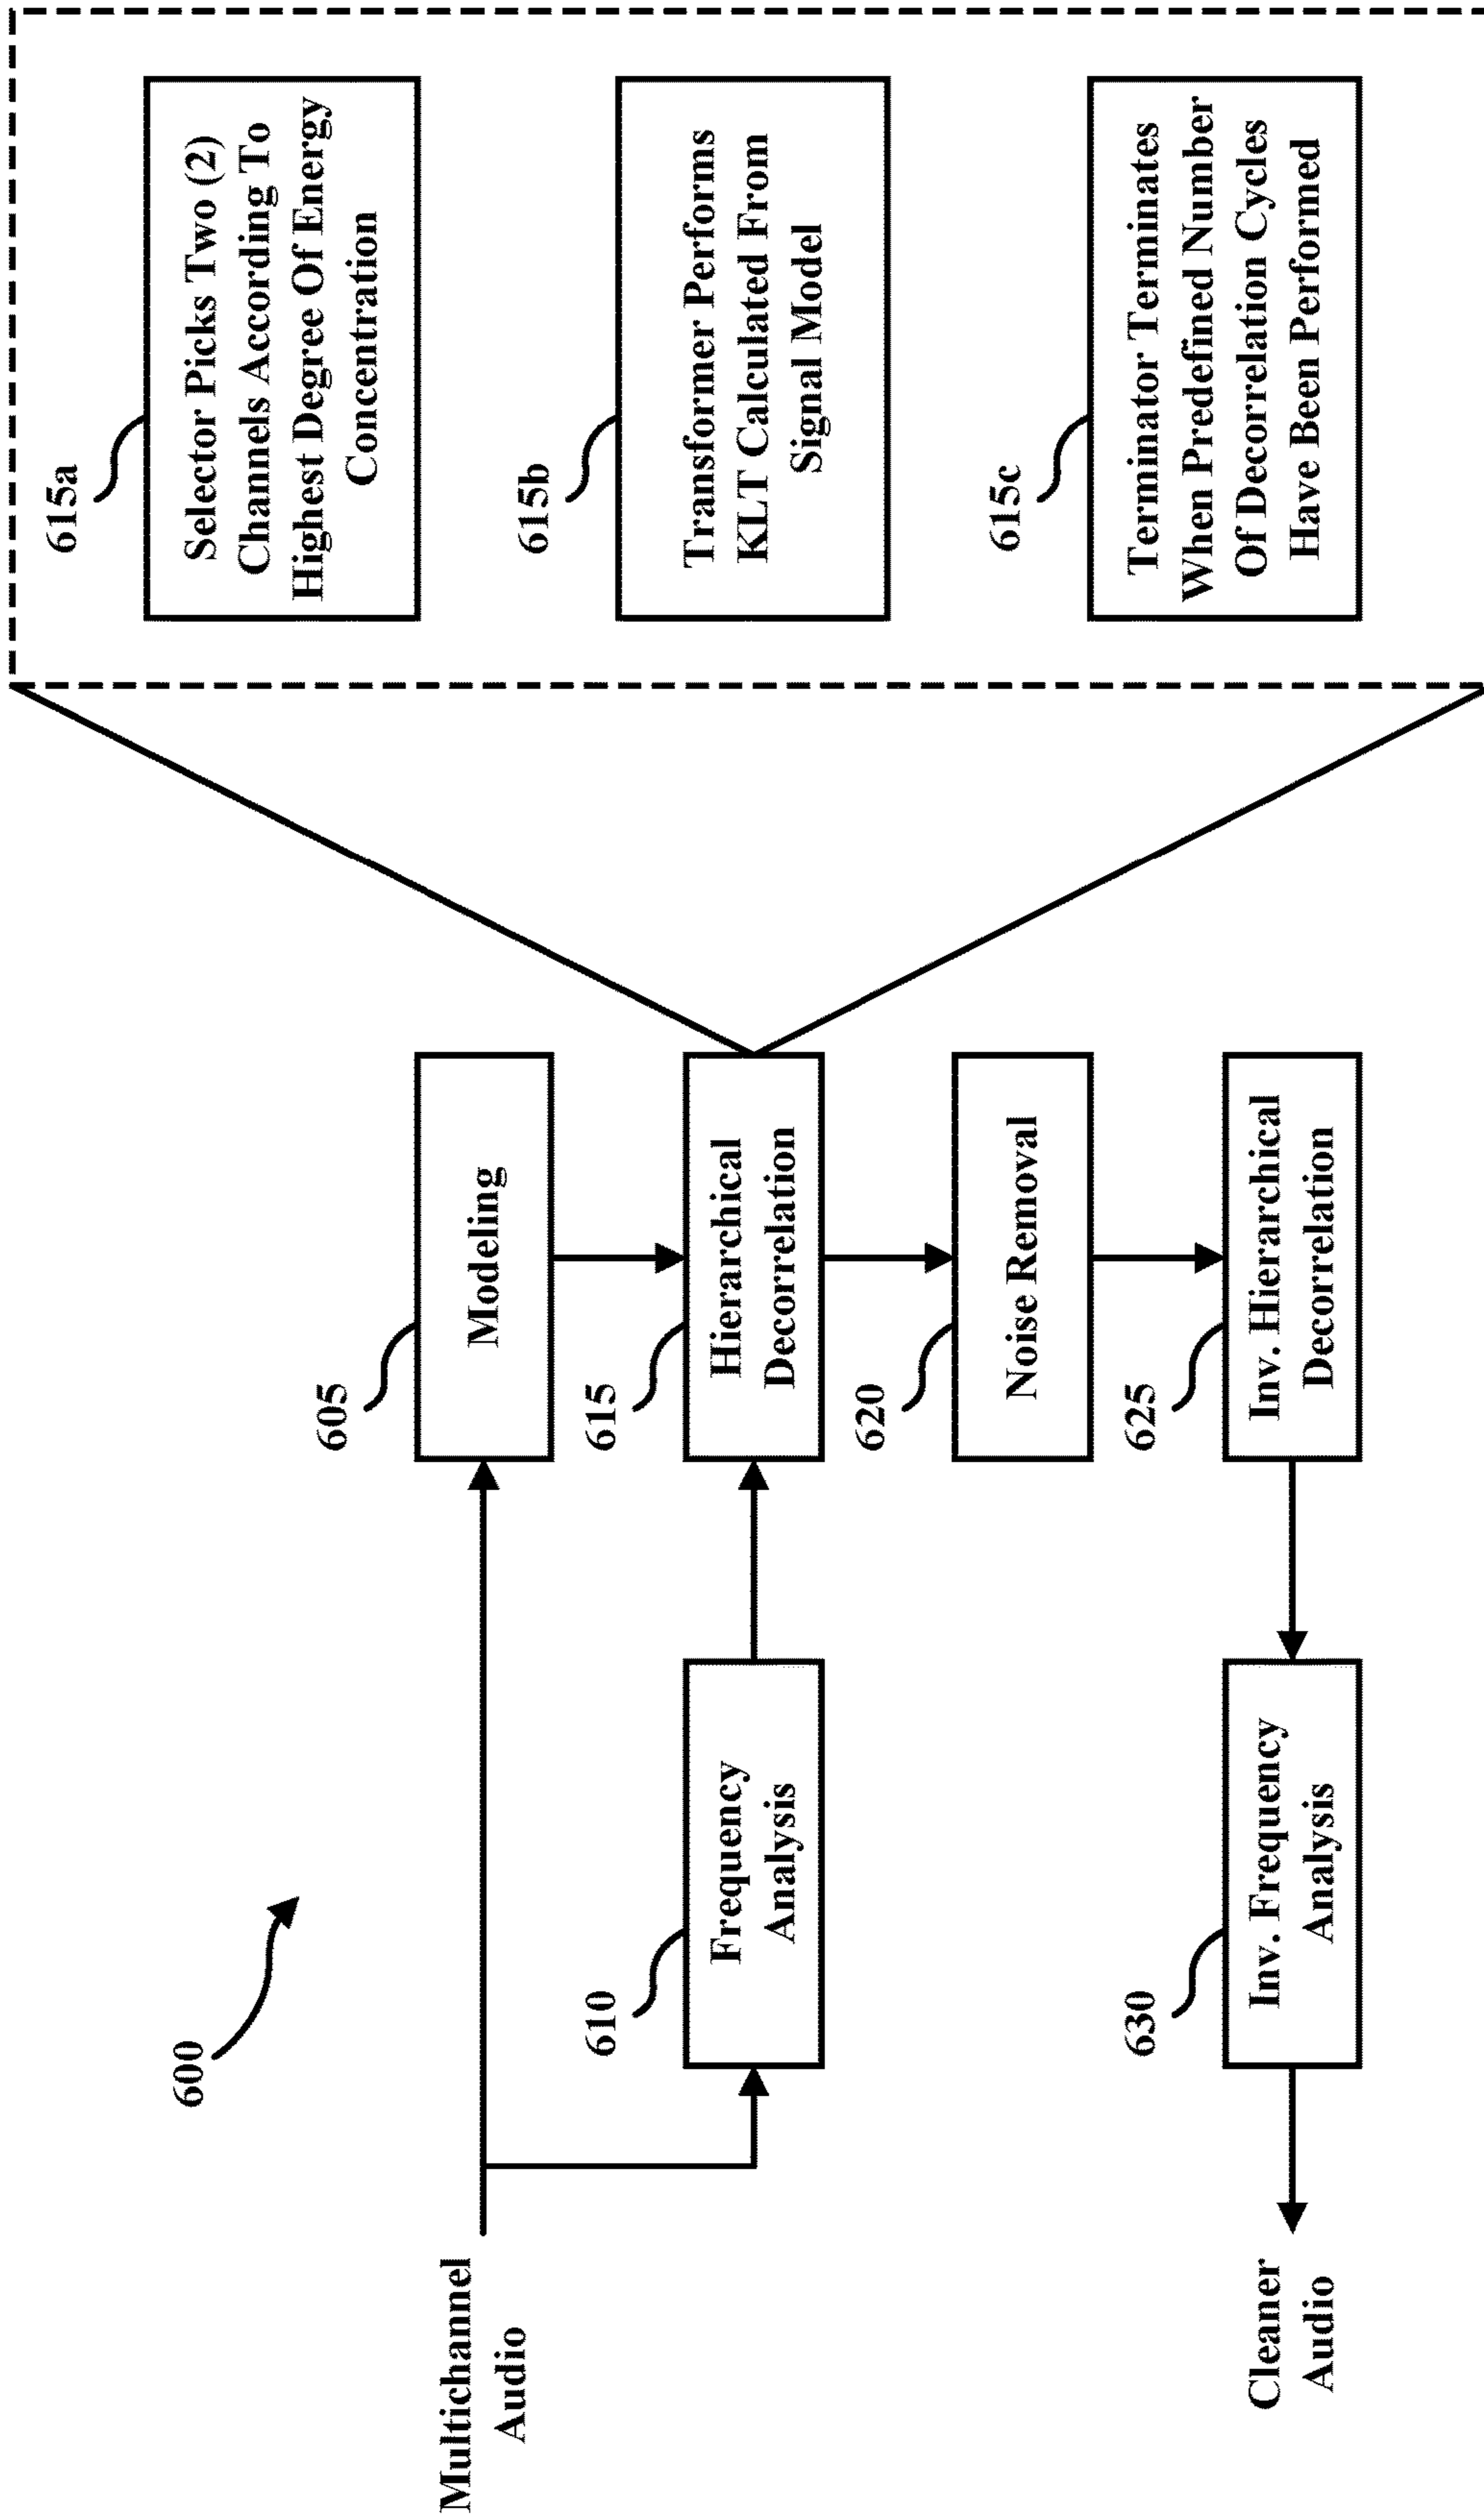 600
Multichannel
Audio
605
Modeling
610
Frequency
Analysis
615
Hierarchical
Decorrelation
620
Noise Removal
625
Inv. Hierarchical
Decorrelation
630
Inv. Frequency
Analysis
Cleaner
Audio
615a
Selector Picks Two (2)
Channels According To
Highest Degree Of Energy
Concentration
615b
Transformer Performs
KLT Calculated From
Signal Model
615c
Terminator Terminates
When Predefined Number
Of Decorrelation Cycles
Have Been Performed